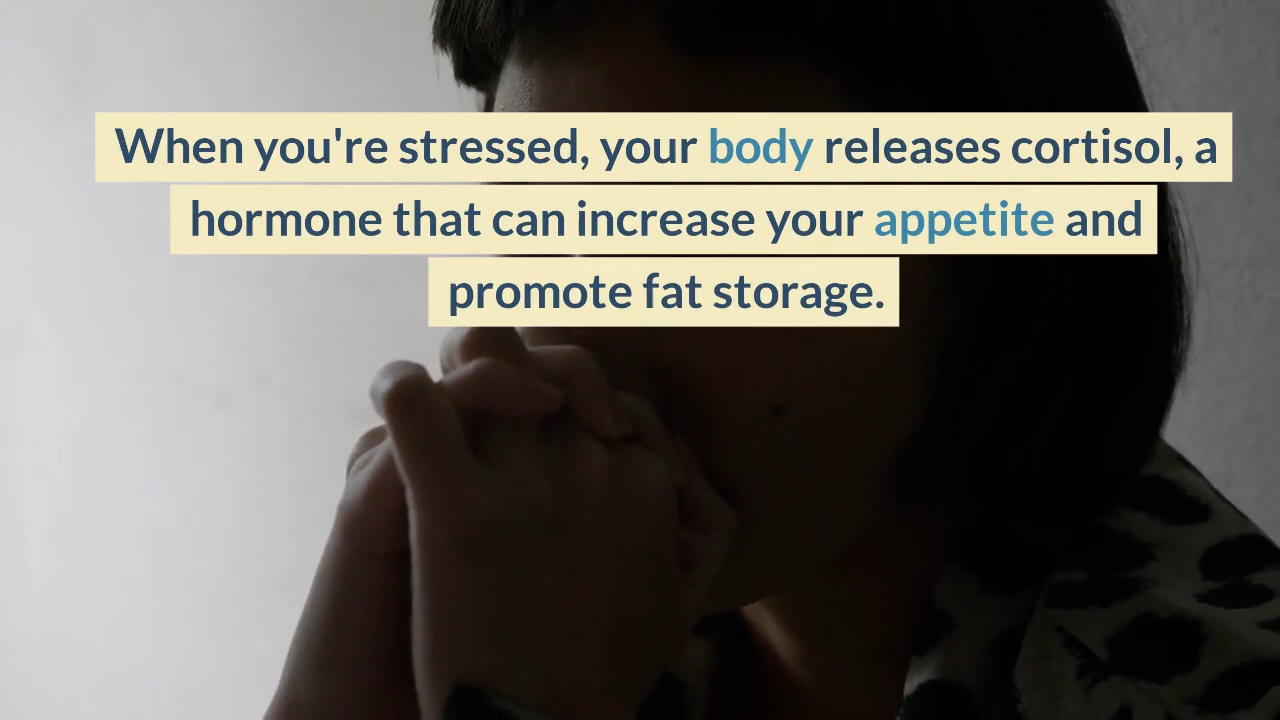 When you're stressed, your body releases cortisol, a
hormone that can increase your appetite and
promote fat storage.